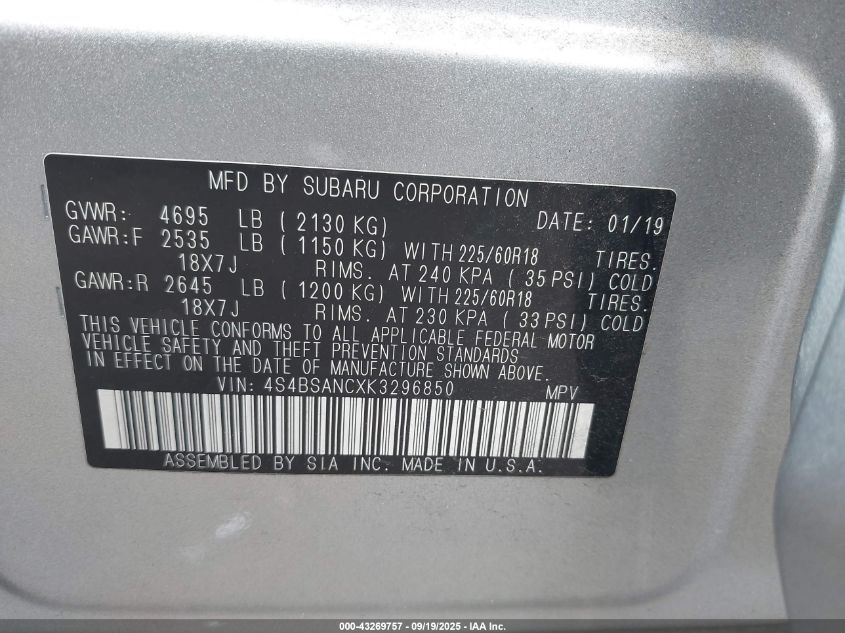 MFD BY SUBARU CORPORATION
GVWR: 4695 LB ( 2130 KG) DATE: 01/19
GAWR:F 2535 LB ( 1150 KG) WITH 225/60R18 TIRES.
18X7J RIMS. AT 240 KPA ( 35 PSI) COLD
GAWR:R 2645 LB ( 1200 KG) WITH 225/60R18 TIRES.
18X7J RIMS. AT 230 KPA ( 33 PSI) COLD
THIS VEHICLE CONFORMS TO ALL APPLICABLE FEDERAL MOTOR
VEHICLE SAFETY AND THEFT PREVENTION STANDARDS
IN EFFECT ON THE DATE OF MANUFACTURE SHOWN ABOVE.
VIN: 4S4BSANCXK3296850 MPV
ASSEMBLED BY SIA INC. MADE IN U.S.A.
000-43269757 - 09/19/2025 - IAA Inc.